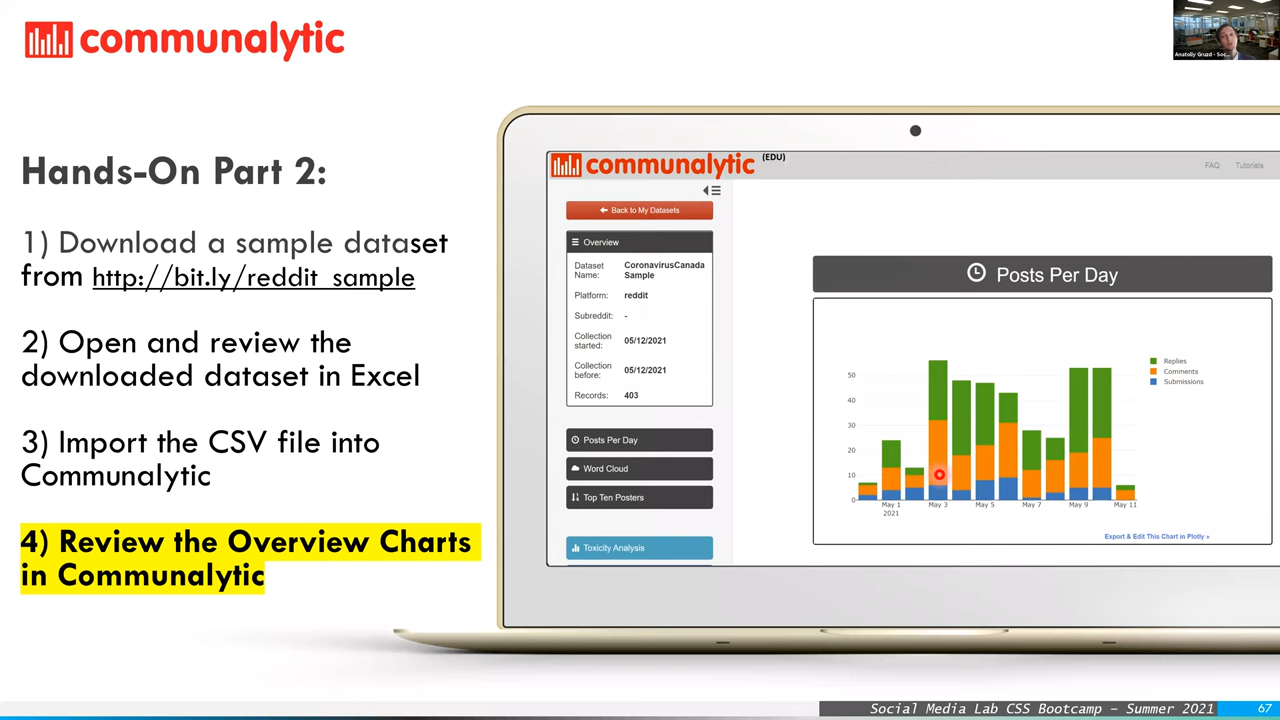 communalytic
Anatoliy Gruzd - Soc...
Hands-On Part 2:
1) Download a sample dataset
from http://bit.ly/reddit_sample
2) Open and review the
downloaded dataset in Excel
3) Import the CSV file into
Communalytic
4) Review the Overview Charts
in Communalytic
communalytic (EDU)
FAQ Tutorials
Back to My Datasets
Overview
Dataset Name: CoronavirusCanada Sample
Platform: reddit
Subreddit: -
Collection started: 05/12/2021
Collection before: 05/12/2021
Records: 403
Posts Per Day
Word Cloud
Top Ten Posters
Toxicity Analysis
Posts Per Day
50
40
30
20
10
0
May 1 2021
May 3
May 5
May 7
May 9
May 11
Replies
Comments
Submissions
Export & Edit This Chart in Plotly »
Social Media Lab CSS Bootcamp – Summer 2021
67